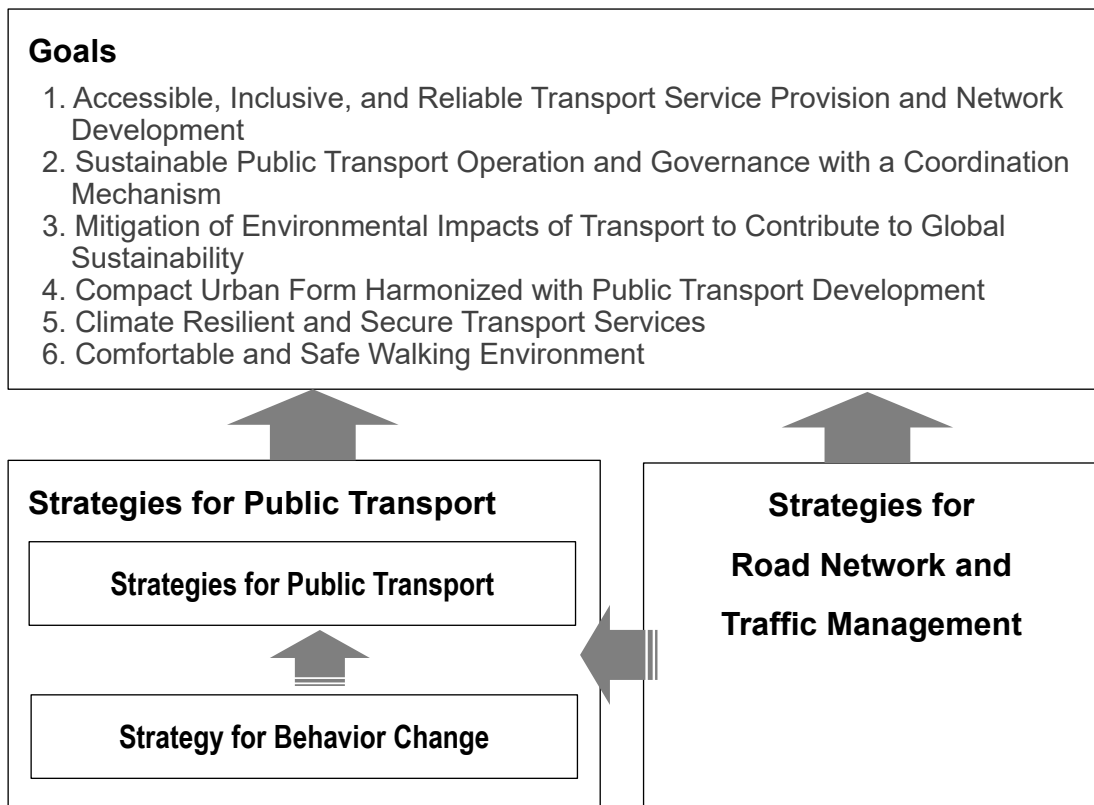 Goals
1. Accessible, Inclusive, and Reliable Transport Service Provision and Network
Development
2. Sustainable Public Transport Operation and Governance with a Coordination
Mechanism
3. Mitigation of Environmental Impacts of Transport to Contribute to Global
Sustainability
4. Compact Urban Form Harmonized with Public Transport Development
5. Climate Resilient and Secure Transport Services
6. Comfortable and Safe Walking Environment
Strategies for Public Transport
Strategies for Public Transport
Strategy for Behavior Change
Strategies for
Road Network and
Traffic Management